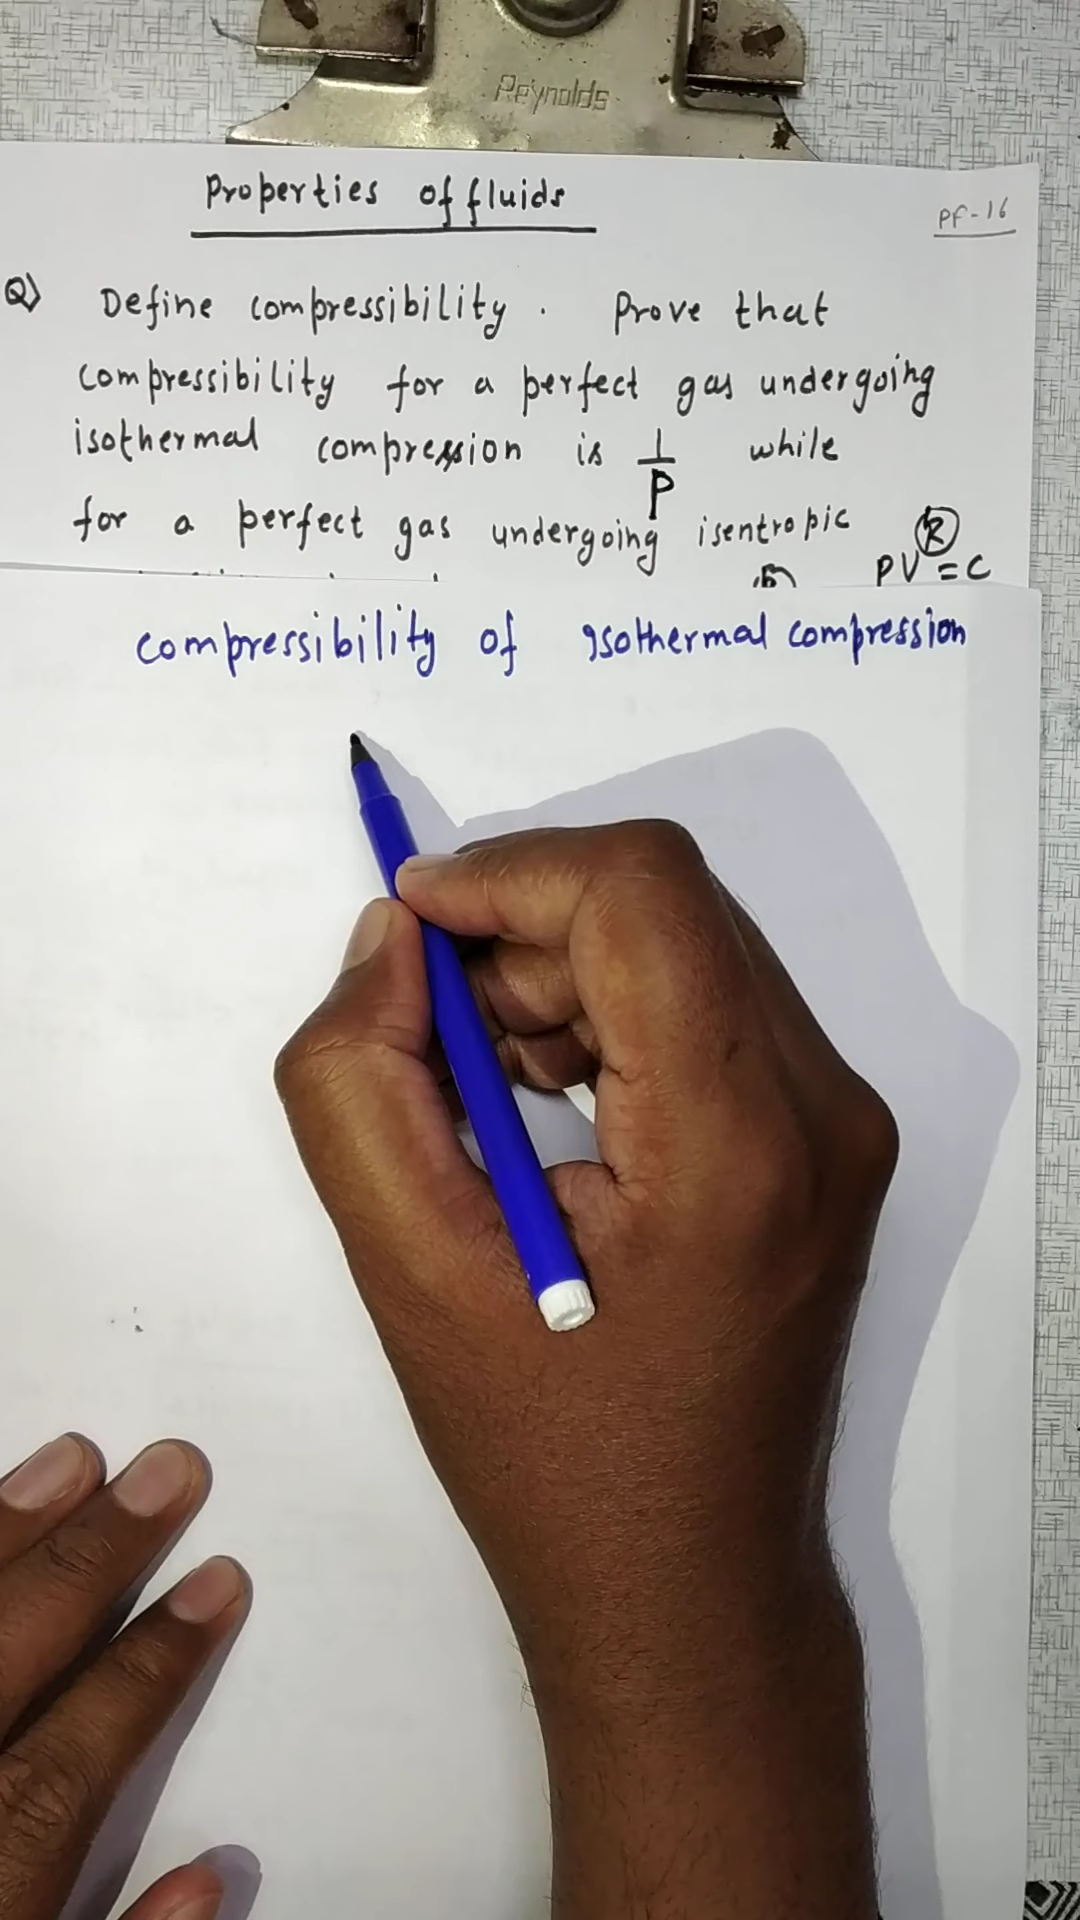 Reynolds
Properties of fluids
PF-16
Q) Define compressibility. Prove that
compressibility for a perfect gas undergoing
isothermal compression is 1/P while
for a perfect gas undergoing isentropic
PV^k = C
compressibility of Isothermal compression